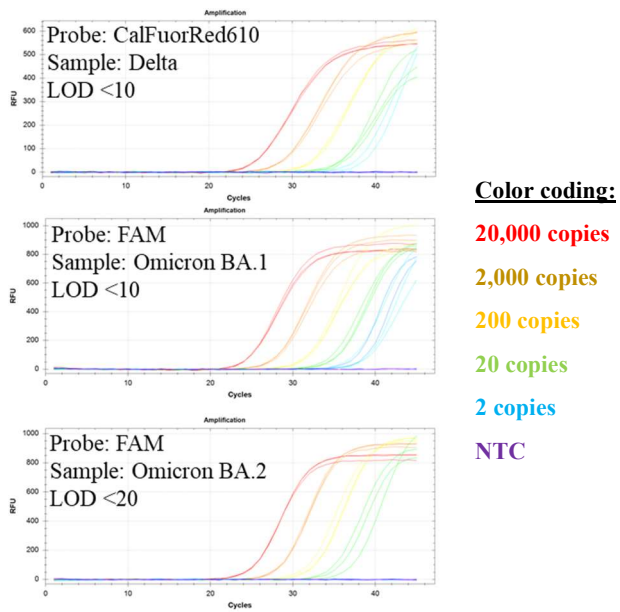 Amplification
Probe: CalFuorRed610
Sample: Delta
LOD <10
600
500
400
300
200
100
0
RFU
0 10 20 30 40
Cycles
Amplification
Probe: FAM
Sample: Omicron BA.1
LOD <10
1000
800
600
400
200
0
RFU
0 10 20 30 40
Cycles
Amplification
Probe: FAM
Sample: Omicron BA.2
LOD <20
1000
800
600
400
200
0
RFU
0 10 20 30 40
Cycles
Color coding:
20,000 copies
2,000 copies
200 copies
20 copies
2 copies
NTC